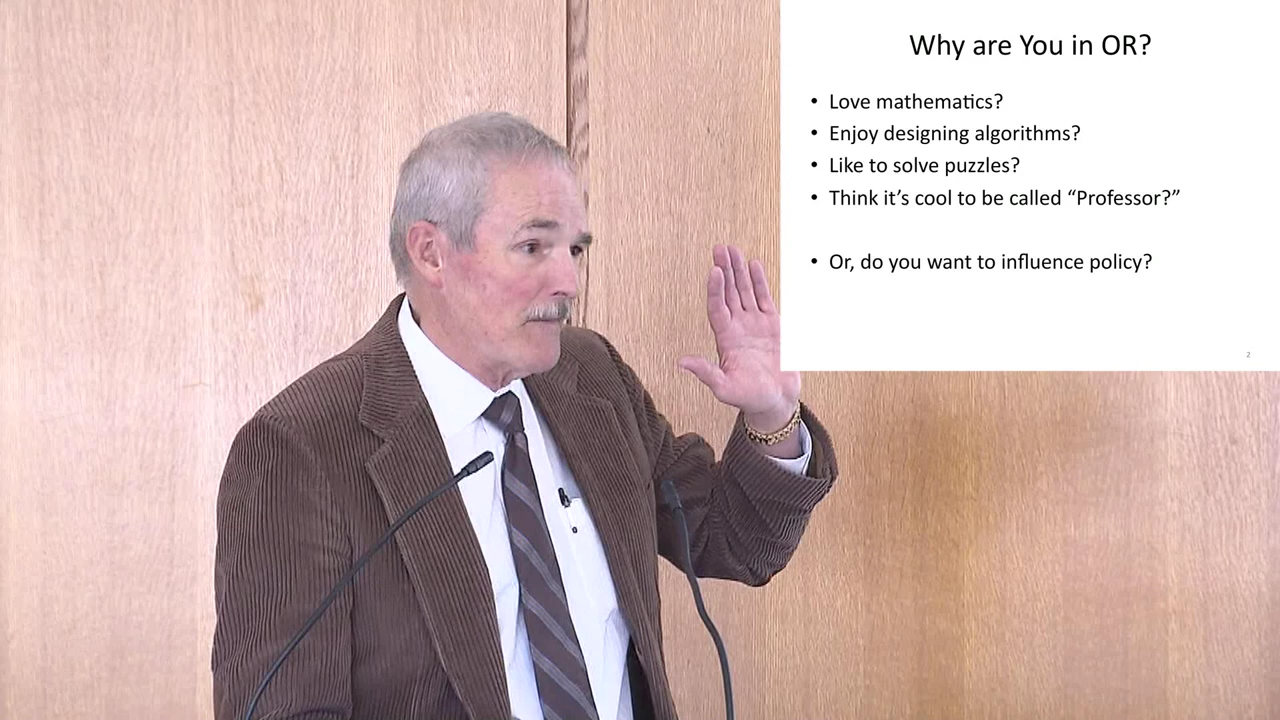 Why are You in OR?
• Love mathematics?
• Enjoy designing algorithms?
• Like to solve puzzles?
• Think it’s cool to be called “Professor?”
• Or, do you want to influence policy?
2